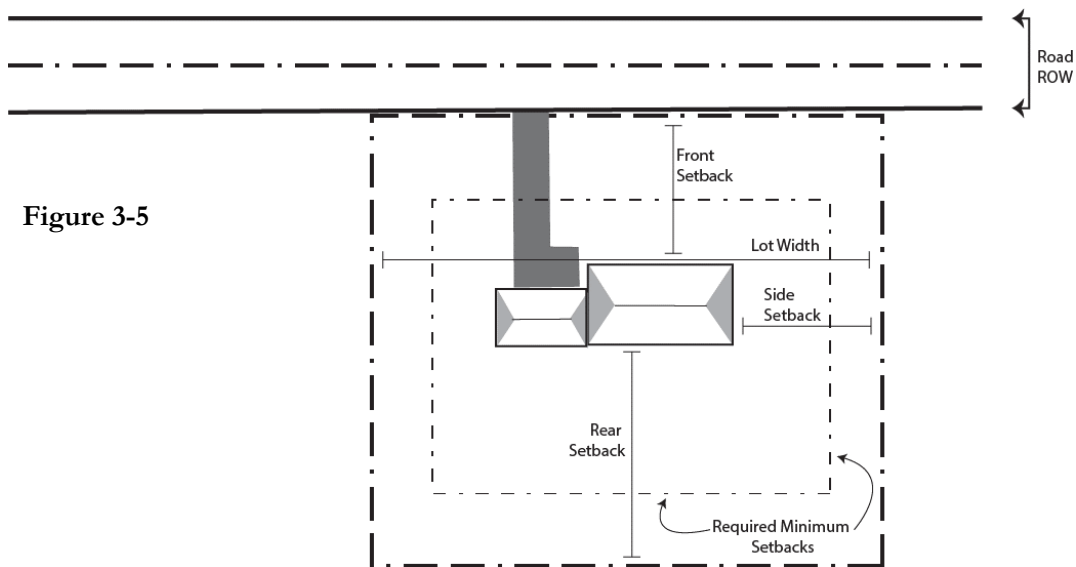 Road
ROW
Front
Setback
Figure 3-5
Lot Width
Side
Setback
Rear
Setback
Required Minimum
Setbacks